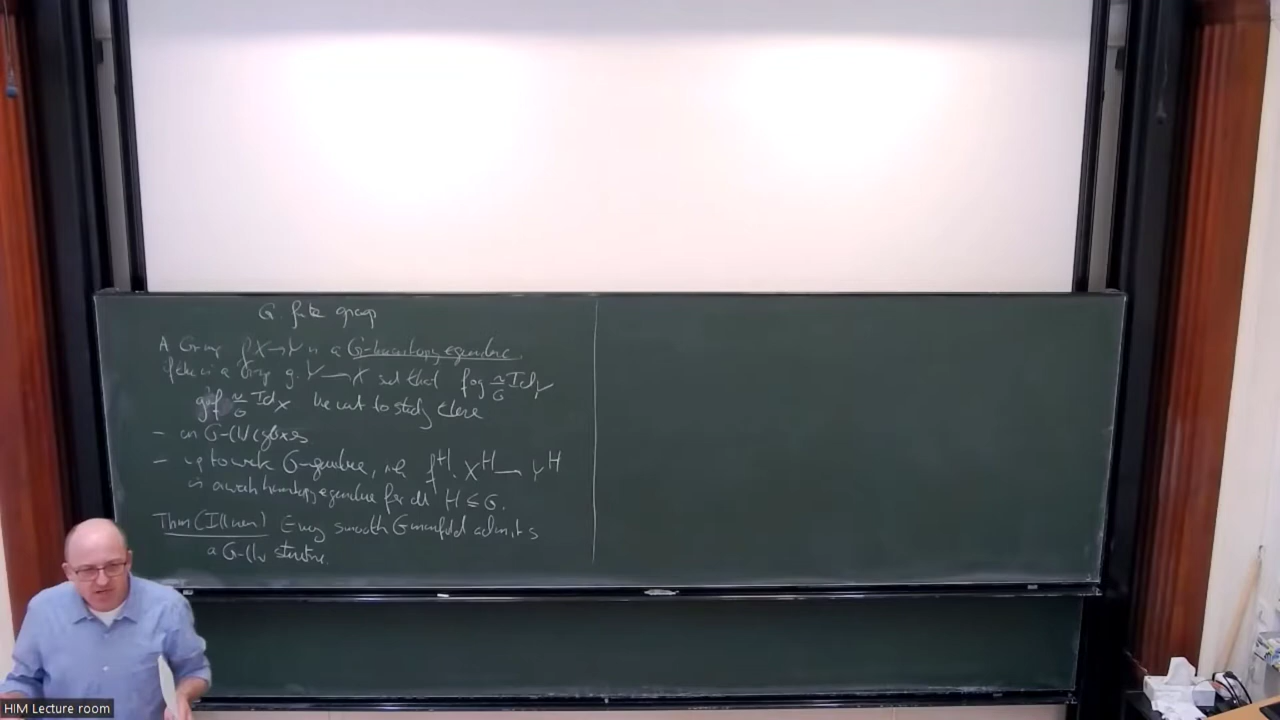 G finite group
A G-map f: X → Y is a G-homotopy equivalence
if there is a G-map g: Y → X such that f∘g ≃_G Id_Y
g∘f ≃_G Id_X We want to study these
- on G-CW complexes
- up to weak G-equivalence, i.e. f^H: X^H → Y^H
is a weak homotopy equivalence for all H ≤ G.
Thm (Illman) Every smooth G-manifold admits
a G-CW structure.
HIM Lecture room